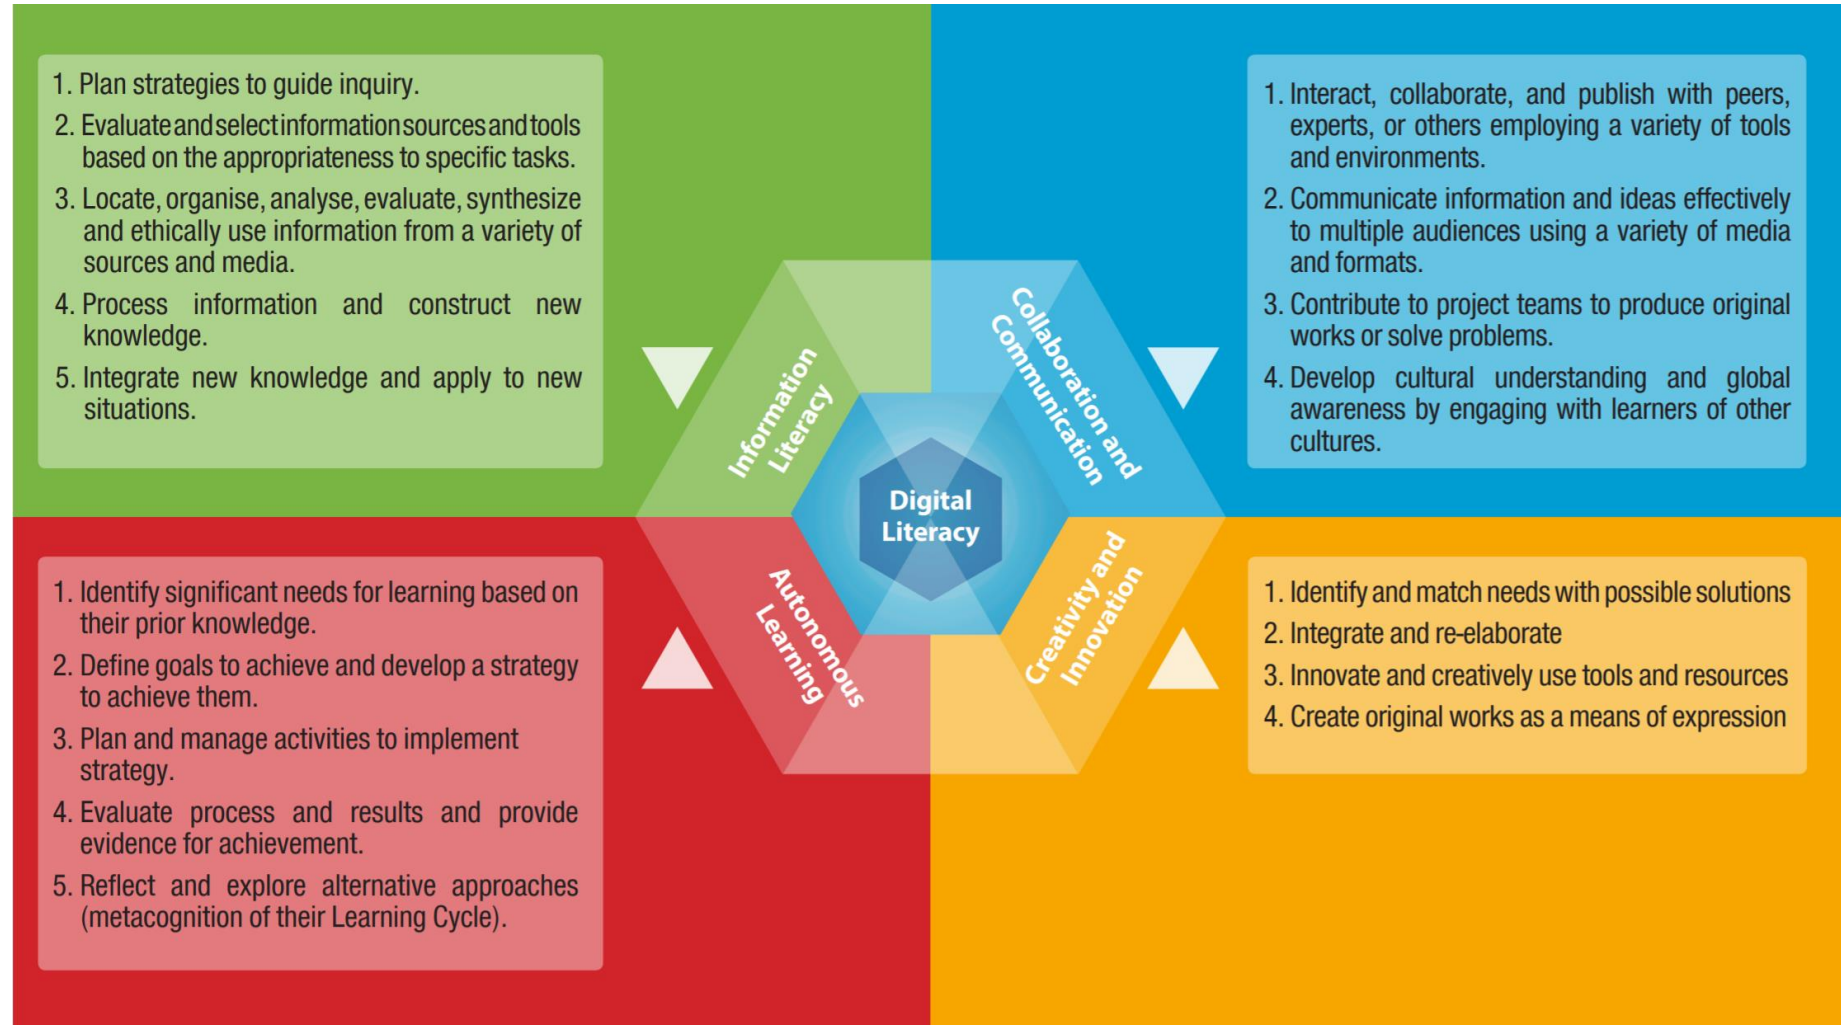 1. Plan strategies to guide inquiry.
2. Evaluate and select information sources and tools
based on the appropriateness to specific tasks.
3. Locate, organise, analyse, evaluate, synthesize
and ethically use information from a variety of
sources and media.
4. Process information and construct new
knowledge.
5. Integrate new knowledge and apply to new
situations.
1. Interact, collaborate, and publish with peers,
experts, or others employing a variety of tools
and environments.
2. Communicate information and ideas effectively
to multiple audiences using a variety of media
and formats.
3. Contribute to project teams to produce original
works or solve problems.
4. Develop cultural understanding and global
awareness by engaging with learners of other
cultures.
Information
Literacy
Collaboration and
Communication
Digital
Literacy
Autonomous
Learning
Creativity and
Innovation
1. Identify significant needs for learning based on
their prior knowledge.
2. Define goals to achieve and develop a strategy
to achieve them.
3. Plan and manage activities to implement
strategy.
4. Evaluate process and results and provide
evidence for achievement.
5. Reflect and explore alternative approaches
(metacognition of their Learning Cycle).
1. Identify and match needs with possible solutions
2. Integrate and re-elaborate
3. Innovate and creatively use tools and resources
4. Create original works as a means of expression